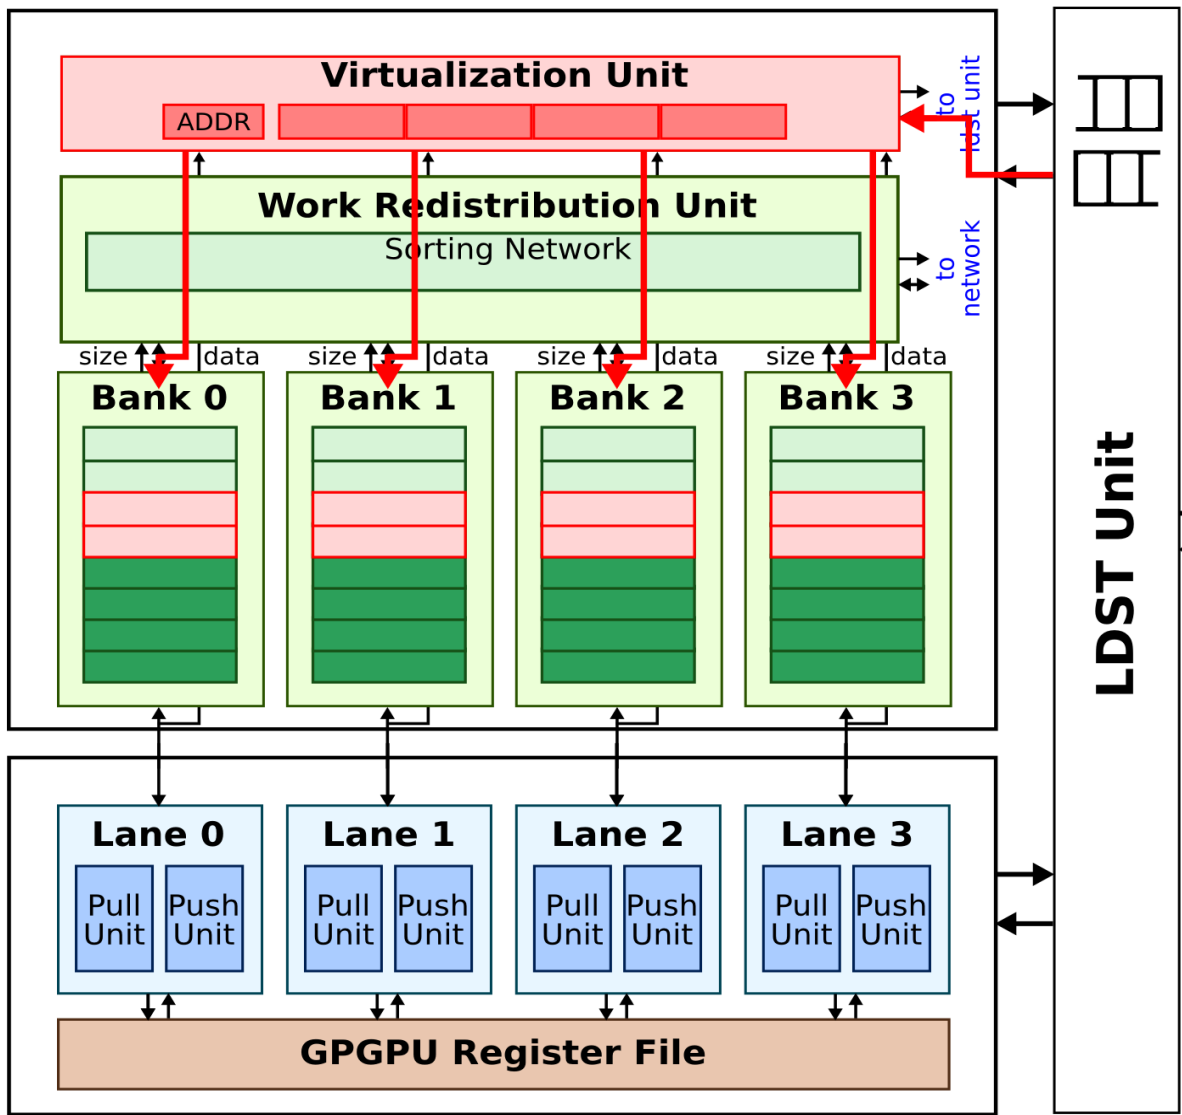 Virtualization Unit
ADDR
to
ldst unit
Work Redistribution Unit
Sorting Network
to
network
size
data
size
data
size
data
size
data
Bank 0
Bank 1
Bank 2
Bank 3
LDST Unit
Lane 0
Lane 1
Lane 2
Lane 3
Pull
Unit
Push
Unit
Pull
Unit
Push
Unit
Pull
Unit
Push
Unit
Pull
Unit
Push
Unit
GPGPU Register File